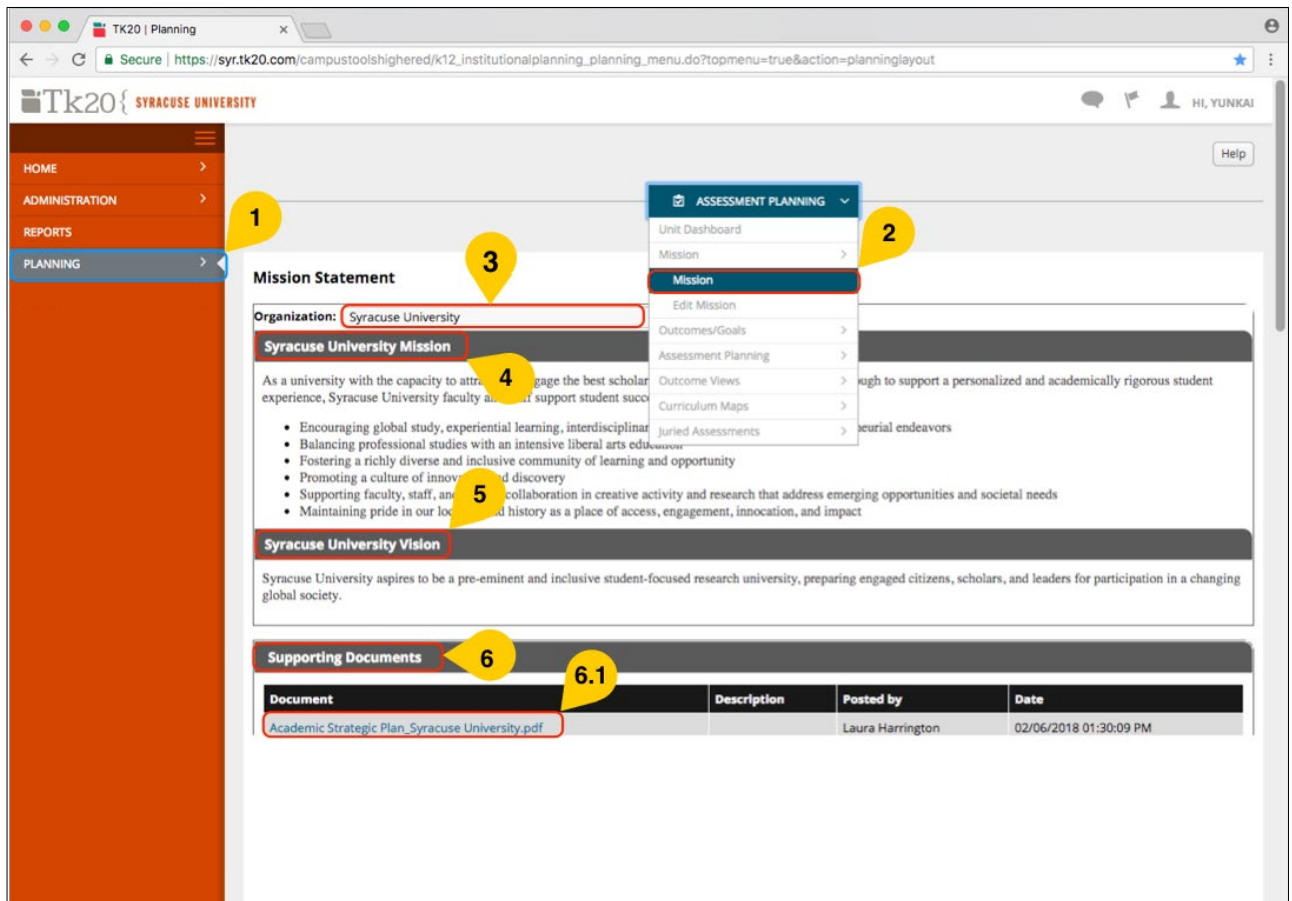 TK20 | Planning
Secure | https://syr.tk20.com/campustoolshighered/k12_institutionalplanning_planning_menu.do?topmenu=true&action=planninglayout
Tk20{ SYRACUSE UNIVERSITY
HI, YUNKAI
Help
HOME
ADMINISTRATION
REPORTS
PLANNING
1
ASSESSMENT PLANNING
Unit Dashboard
Mission
Mission
Edit Mission
Outcomes/Goals
Assessment Planning
Outcome Views
Curriculum Maps
Juried Assessments
2
3
Mission Statement
Organization: Syracuse University
Syracuse University Mission
4
As a university with the capacity to gage the best scholar ugh to support a personalized and academically rigorous student
experience, Syracuse University faculty support student succ
• Encouraging global study, experiential learning, interdisciplinar neurial endeavors
• Balancing professional studies with an intensive liberal arts education
• Fostering a richly diverse and inclusive community of learning and opportunity
• Promoting a culture of innov d discovery
• Supporting faculty, staff, an collaboration in creative activity and research that address emerging opportunities and societal needs
• Maintaining pride in our loc d history as a place of access, engagement, innocation, and impact
5
Syracuse University Vision
Syracuse University aspires to be a pre-eminent and inclusive student-focused research university, preparing engaged citizens, scholars, and leaders for participation in a changing
global society.
Supporting Documents
6
6.1
Document Description Posted by Date
Academic Strategic Plan_Syracuse University.pdf Laura Harrington 02/06/2018 01:30:09 PM